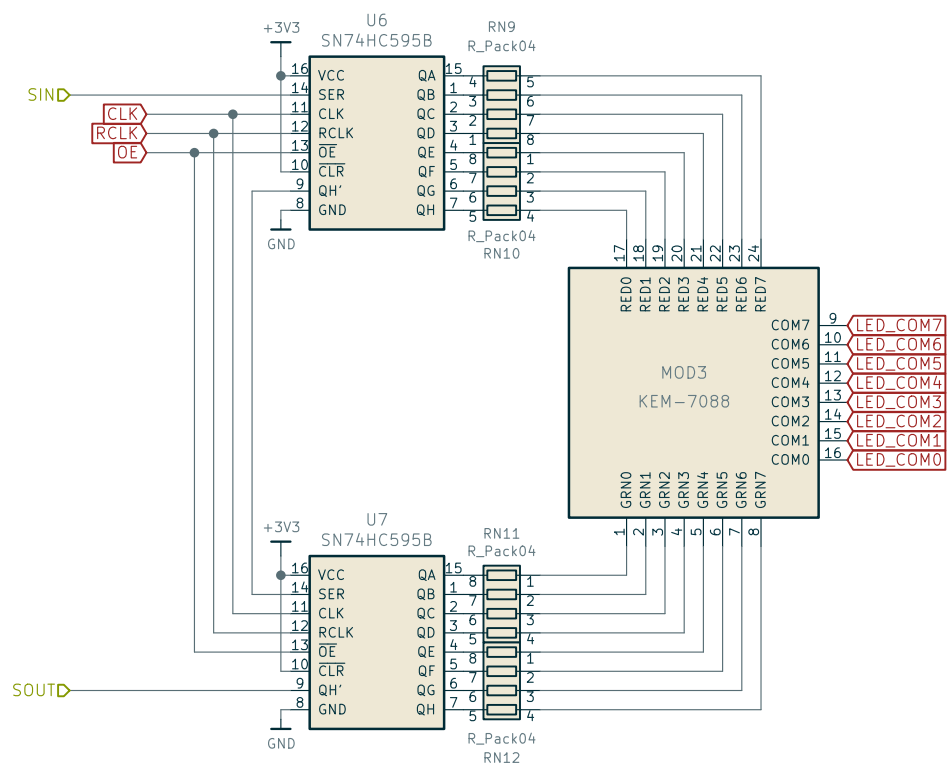 +3V3
U6
SN74HC595B
RN9
R_Pack04
16 VCC QA 15 4 5
SIN 14 SER QB 1 3 6
CLK 11 CLK QC 2 2 7
RCLK 12 RCLK QD 3 1 8
OE 13 OE QE 4 8 1
10 CLR QF 5 7 2
9 QH' QG 6 6 3
8 GND QH 7 5 4
GND
R_Pack04
RN10
17 18 19 20 21 22 23 24
RED0 RED1 RED2 RED3 RED4 RED5 RED6 RED7
COM7 9 LED_COM7
COM6 10 LED_COM6
COM5 11 LED_COM5
COM4 12 LED_COM4
COM3 13 LED_COM3
COM2 14 LED_COM2
COM1 15 LED_COM1
COM0 16 LED_COM0
MOD3
KEM-7088
GRN0 GRN1 GRN2 GRN3 GRN4 GRN5 GRN6 GRN7
1 2 3 4 5 6 7 8
+3V3
U7
SN74HC595B
RN11
R_Pack04
16 VCC QA 15 8 1
14 SER QB 1 7 2
11 CLK QC 2 6 3
12 RCLK QD 3 5 4
13 OE QE 4 8 1
10 CLR QF 5 7 2
SOUT 9 QH' QG 6 6 3
8 GND QH 7 5 4
GND
R_Pack04
RN12